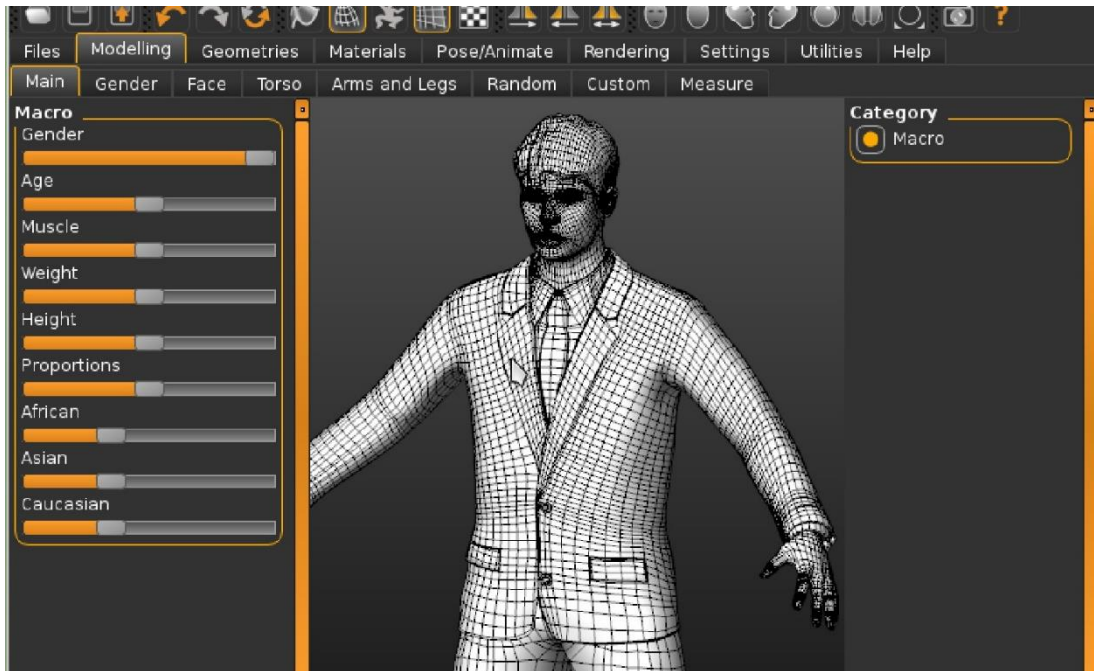 Files Modelling Geometries Materials Pose/Animate Rendering Settings Utilities Help
Main Gender Face Torso Arms and Legs Random Custom Measure
Macro
Gender
Age
Muscle
Weight
Height
Proportions
African
Asian
Caucasian
Category
Macro